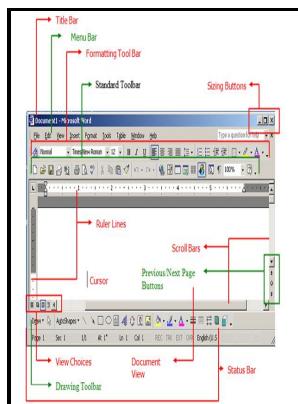 Title Bar
Menu Bar
Formatting Tool Bar
Standard Toolbar
Sizing Buttons
Document1 - Microsoft Word
File Edit View Insert Format Tools Table Window Help
Type a question for help
Normal Times New Roman 12 B I U
100%
Ruler Lines
Scroll Bars
Cursor
Previous/Next Page
Buttons
Draw AutoShapes
Page 1 Sec 1 1/1 At 1" Ln 1 Col 1 REC TRK EXT OVR English (U.S
View Choices
Document
View
Status Bar
Drawing Toolbar